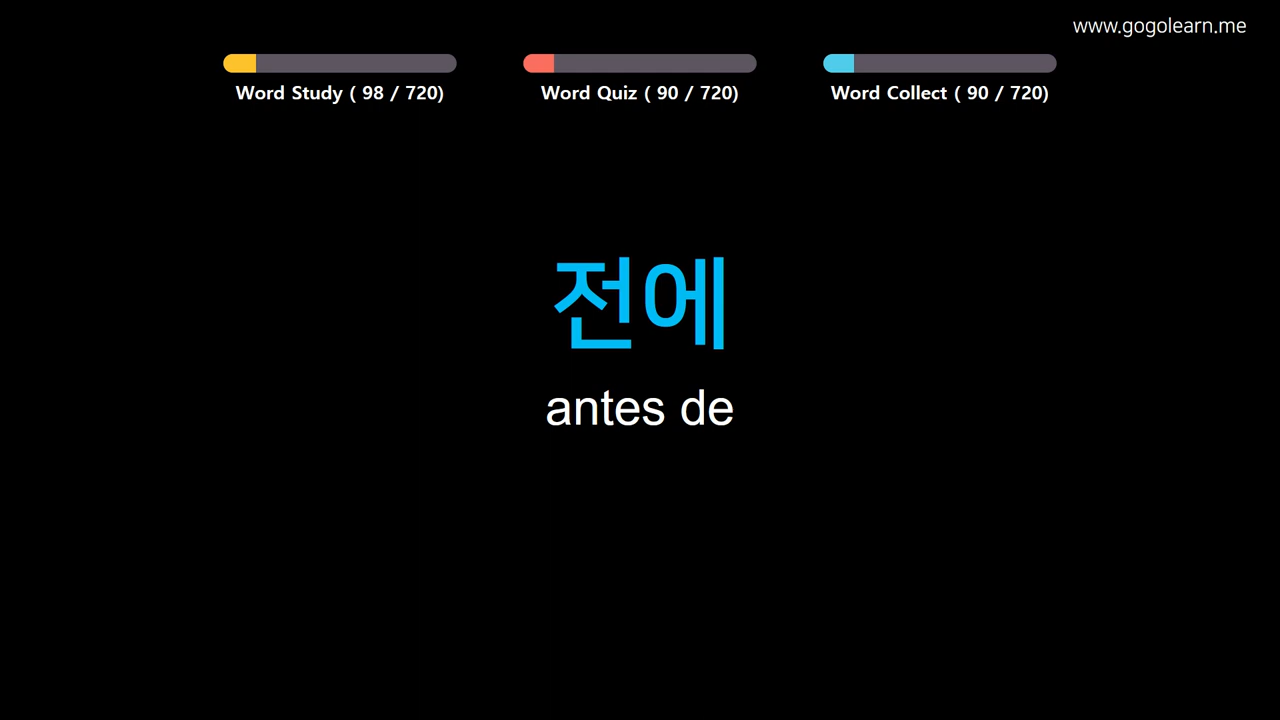 www.gogolearn.me
Word Study ( 98 / 720)
Word Quiz ( 90 / 720)
Word Collect ( 90 / 720)
전에
antes de